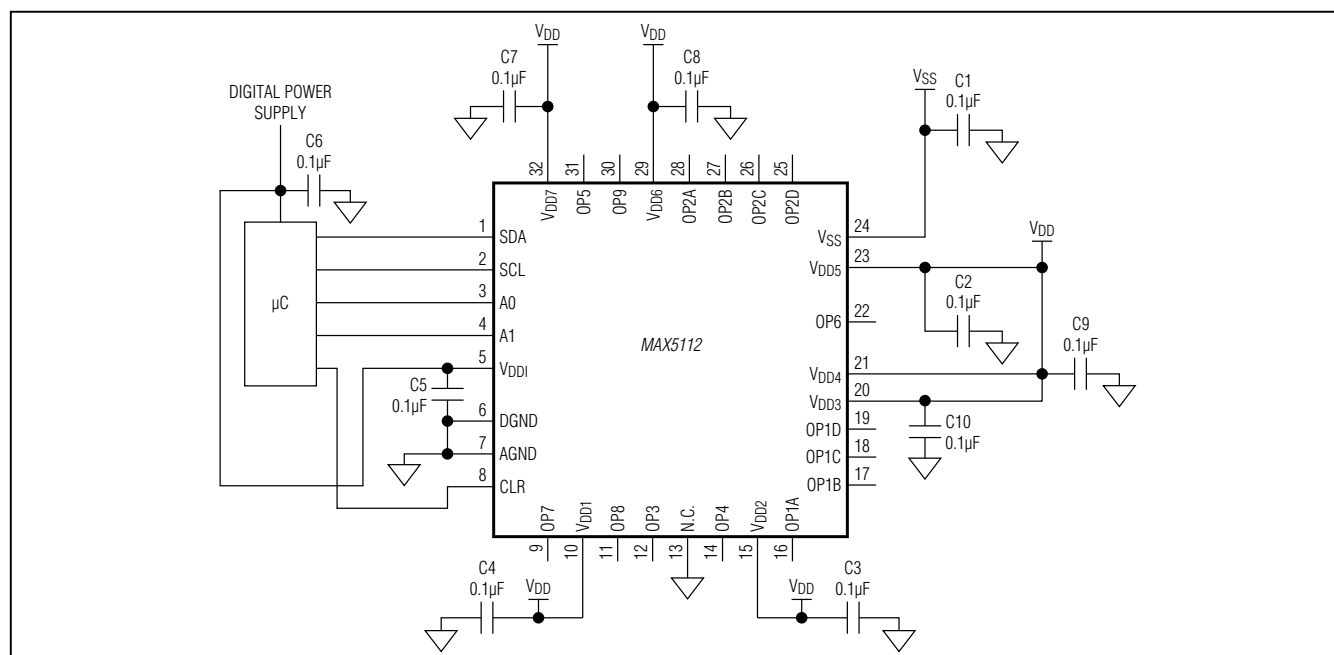 VDD
VDD
C7
0.1µF
C8
0.1µF
VSS
C1
0.1µF
DIGITAL POWER
SUPPLY
C6
0.1µF
32
31
30
29
28
27
26
25
VDD7
OP5
OP9
VDD6
OP2A
OP2B
OP2C
OP2D
µC
1
SDA
2
SCL
3
A0
4
A1
5
VDDI
C5
0.1µF
6
DGND
7
AGND
8
CLR
MAX5112
VSS
24
VDD
VDD5
23
C2
0.1µF
OP6
22
C9
0.1µF
VDD4
21
VDD3
20
OP1D
19
C10
0.1µF
OP1C
18
OP1B
17
OP7
VDD1
OP8
OP3
N.C.
OP4
VDD2
OP1A
9
10
11
12
13
14
15
16
C4
0.1µF
VDD
VDD
C3
0.1µF